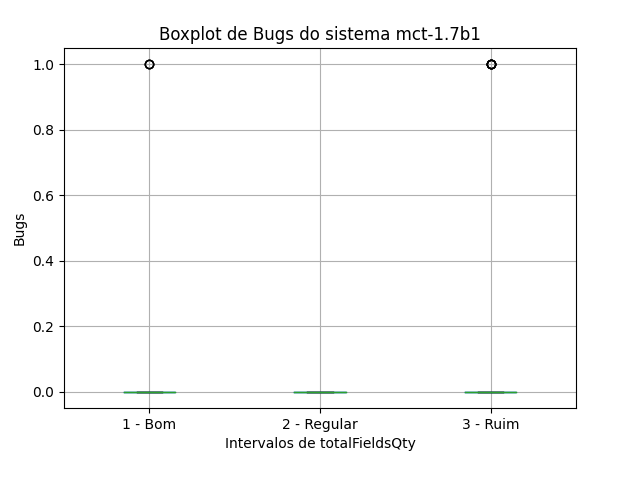 Boxplot de Bugs do sistema mct-1.7b1
1.0
0.8
0.6
0.4
0.2
0.0
Bugs
1 - Bom
2 - Regular
3 - Ruim
Intervalos de totalFieldsQty